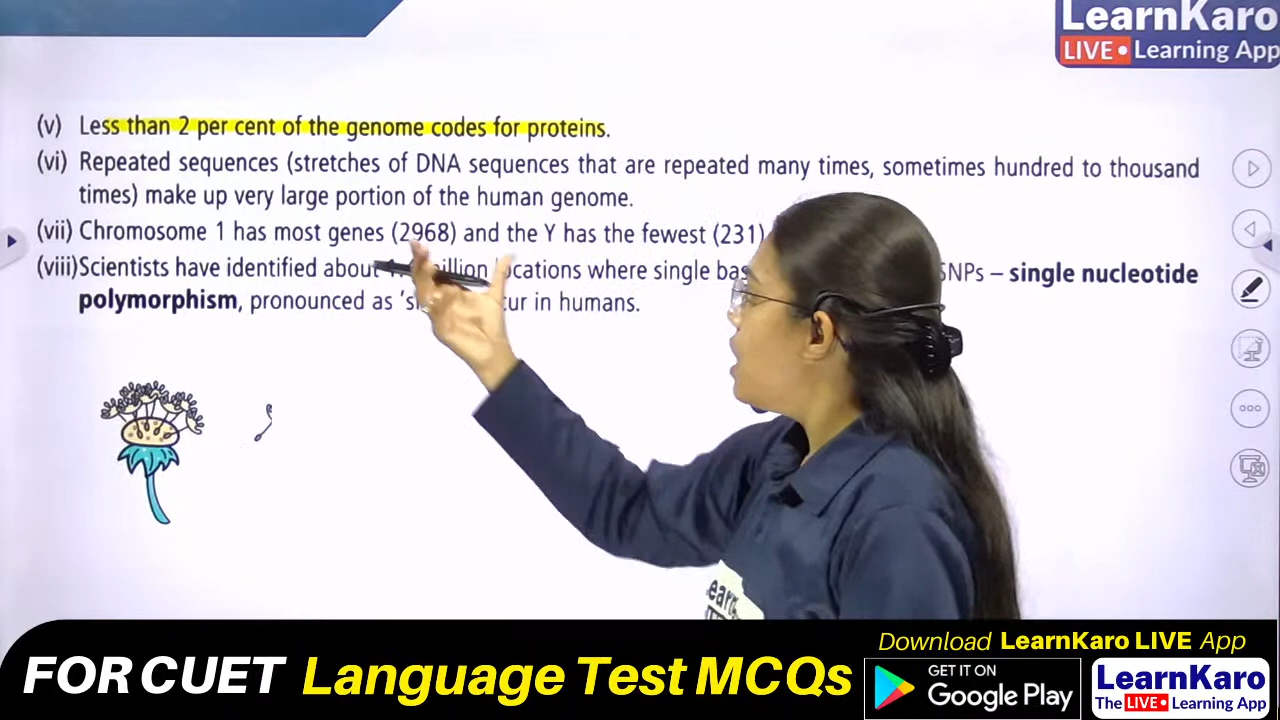 LearnKaro
LIVE• Learning App
(v) Less than 2 per cent of the genome codes for proteins.
(vi) Repeated sequences (stretches of DNA sequences that are repeated many times, sometimes hundred to thousand
times) make up very large portion of the human genome.
(vii) Chromosome 1 has most genes (2968) and the Y has the fewest (231)
(viii)Scientists have identified about locations where single SNPs – single nucleotide
polymorphism, pronounced as in humans.
FOR CUET Language Test MCQs
Download LearnKaro LIVE App
GET IT ON
Google Play
LearnKaro
The LIVE• Learning App